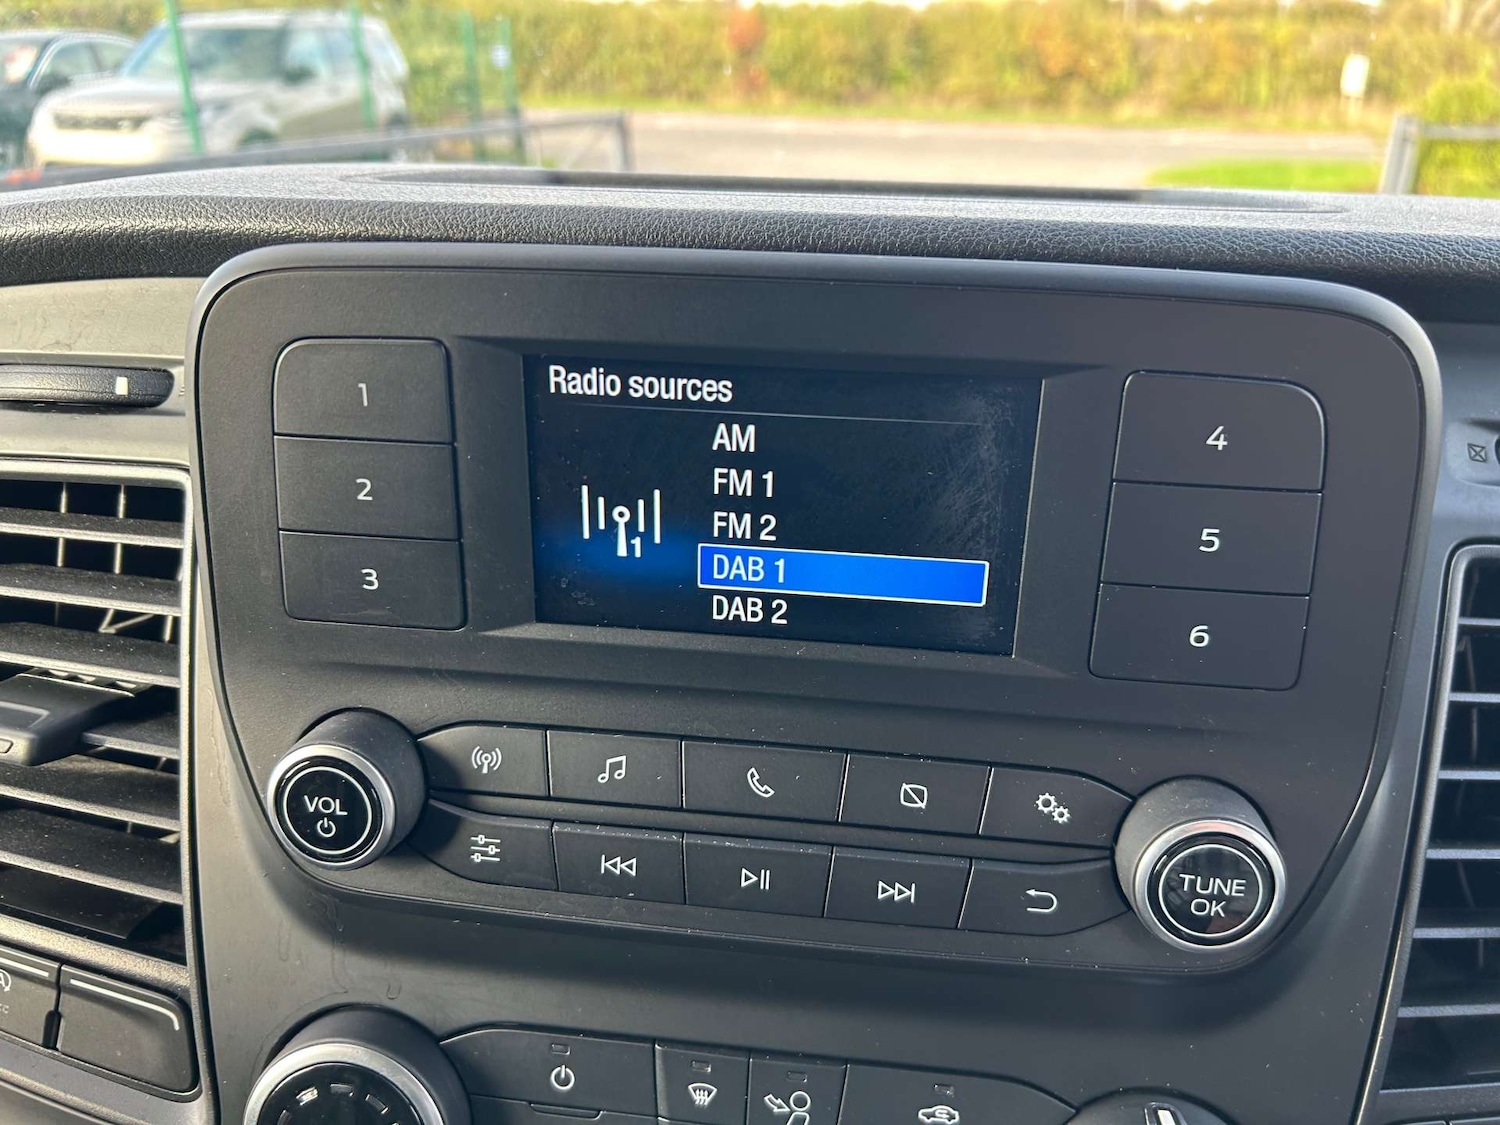 Radio sources
AM
FM 1
FM 2
DAB 1
DAB 2
1
1
2
3
4
5
6
VOL
TUNE
OK